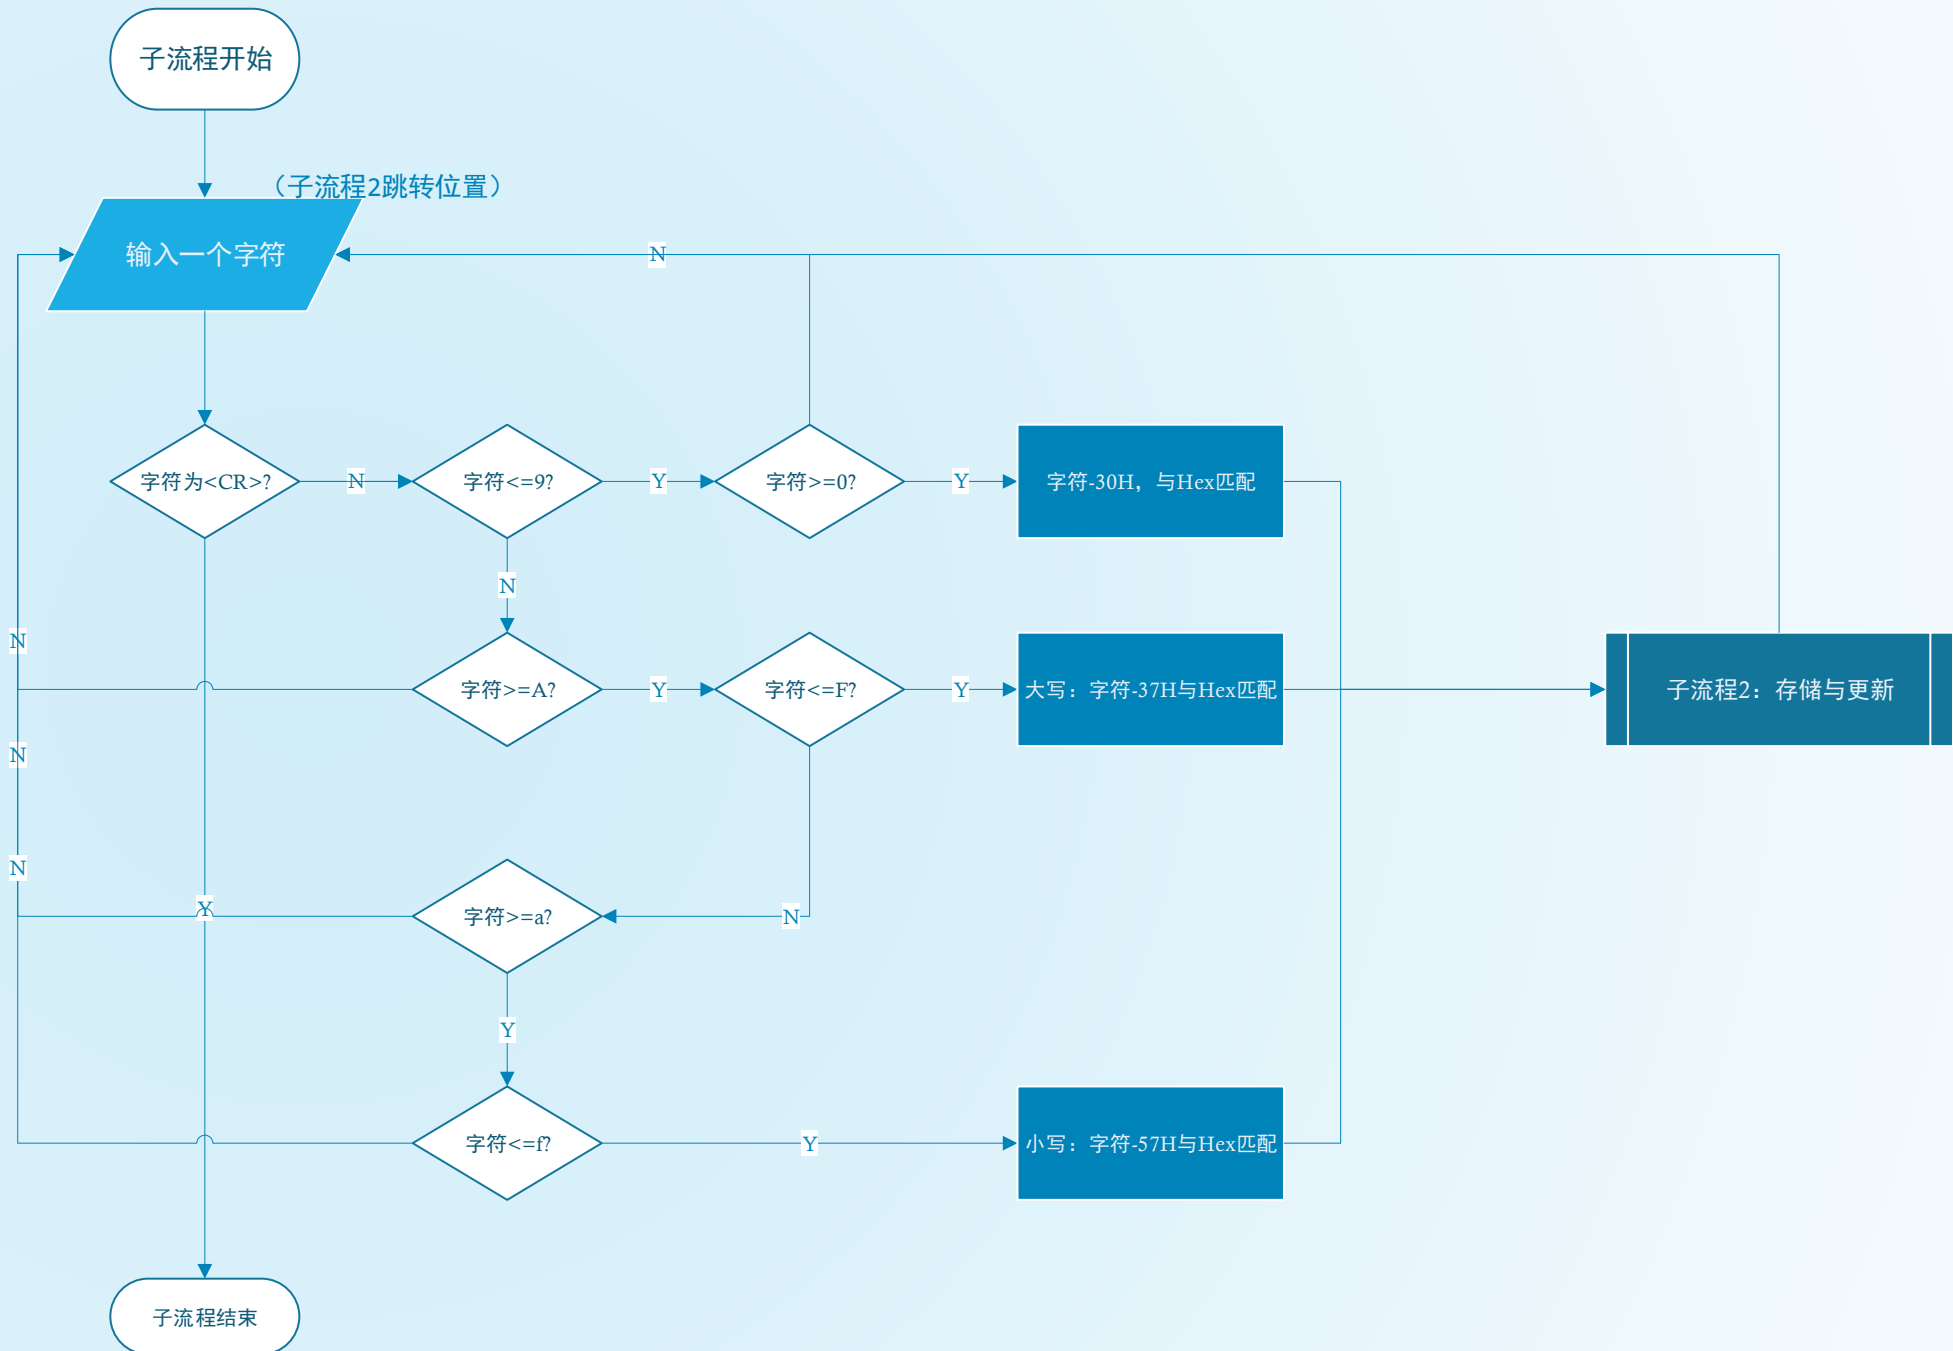 子流程开始
（子流程2跳转位置）
输入一个字符
N
字符为<CR>?
N
字符<=9?
Y
字符>=0?
Y
字符-30H，与Hex匹配
N
N
字符>=A?
Y
字符<=F?
Y
大写：字符-37H与Hex匹配
子流程2：存储与更新
N
N
Y
字符>=a?
N
Y
字符<=f?
Y
小写：字符-57H与Hex匹配
子流程结束